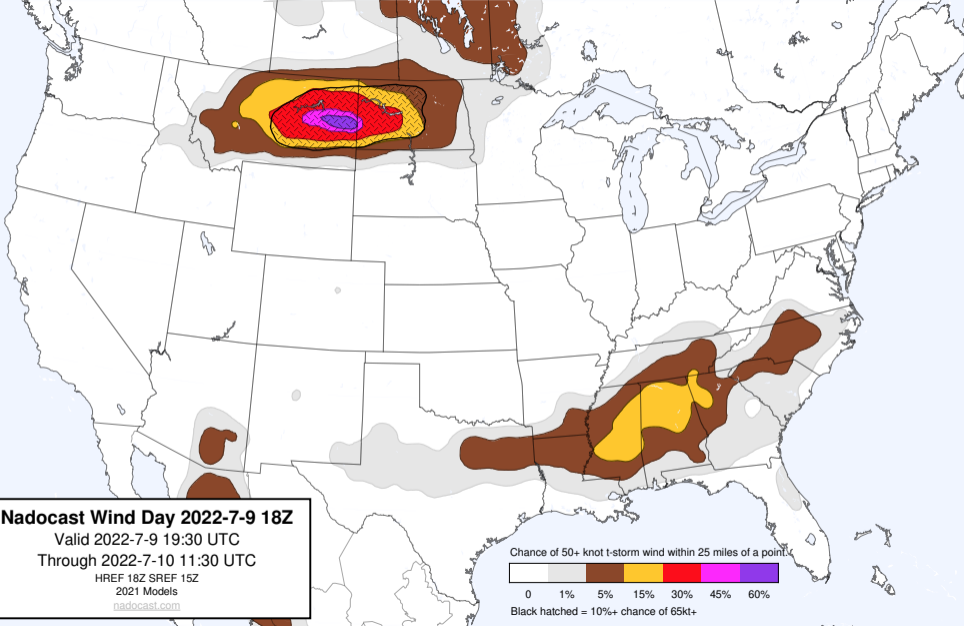 Nadocast Wind Day 2022-7-9 18Z
Valid 2022-7-9 19:30 UTC
Through 2022-7-10 11:30 UTC
HREF 18Z SREF 15Z
2021 Models
nadocast.com
Chance of 50+ knot t-storm wind within 25 miles of a point.
0 1% 5% 15% 30% 45% 60%
Black hatched = 10%+ chance of 65kt+